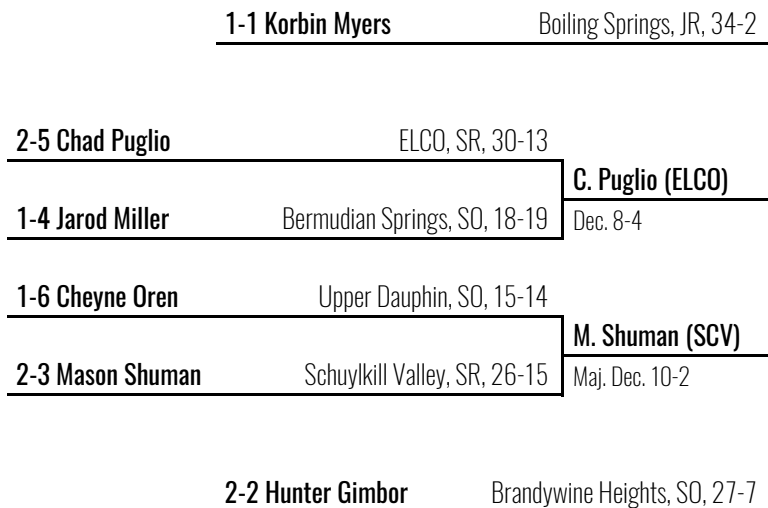 1-1 Korbin Myers Boiling Springs, JR, 34-2
2-5 Chad Puglio ELCO, SR, 30-13
C. Puglio (ELCO)
1-4 Jarod Miller Bermudian Springs, SO, 18-19
Dec. 8-4
1-6 Cheyne Oren Upper Dauphin, SO, 15-14
M. Shuman (SCV)
2-3 Mason Shuman Schuylkill Valley, SR, 26-15
Maj. Dec. 10-2
2-2 Hunter Gimbor Brandywine Heights, SO, 27-7